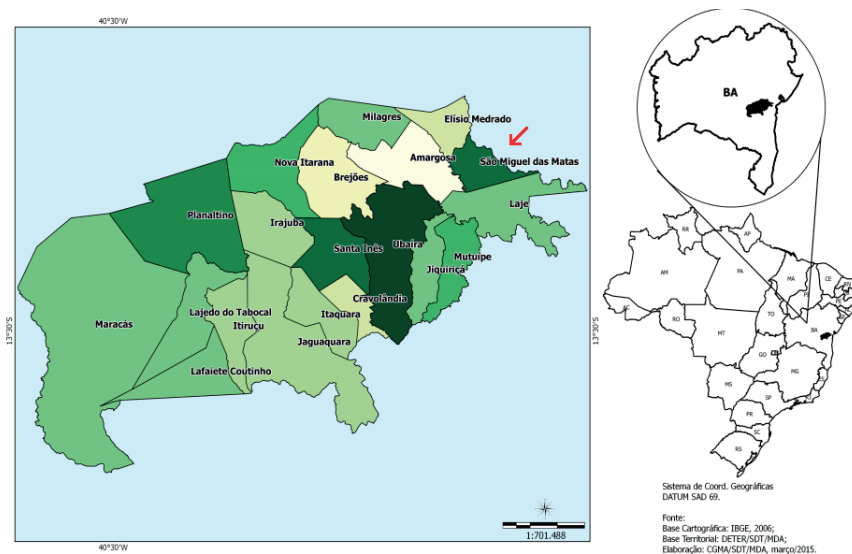 40°30'W
Milagres
Elísio Medrado
Nova Itarana
Amargosa
São Miguel das Matas
Brejões
Planaltino
Irajuba
Laje
Santa Inês
Ubaíra
Mutuípe
Jiquiriçá
Cravolândia
Maracás
Lajedo do Tabocal
Itiruçu
Itaquara
Jaguaquara
Lafaiete Coutinho
13°30'S
13°30'S
1:701.488
40°30'W
BA
RR
AP
AM
PA
MA
CE
AC
RO
TO
MT
BA
GO
MG
MS
SP
PR
SC
RS
Sistema de Coord. Geográficas
DATUM SAD 69.
Fonte:
Base Cartográfica: IBGE, 2006;
Base Territorial: DETER/SDT/MDA;
Elaboração: CGMA/SDT/MDA, março/2015.